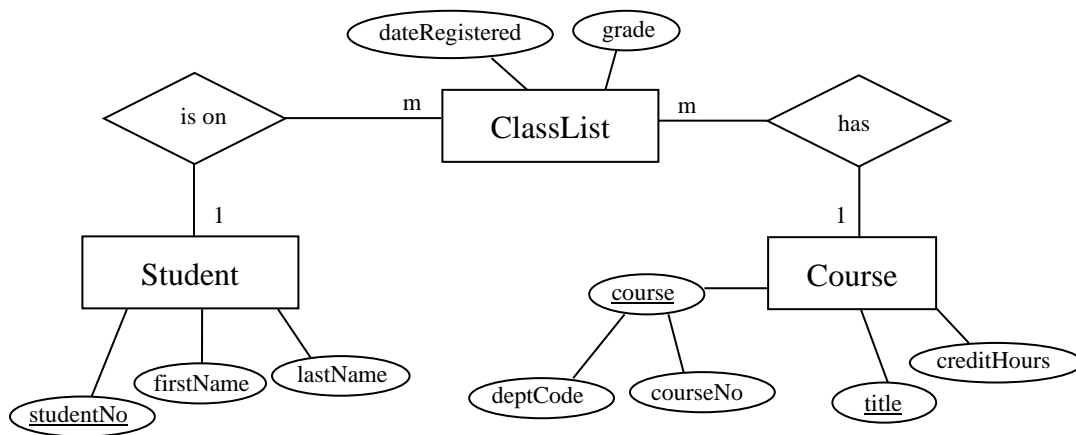 dateRegistered
grade
is on
m
ClassList
m
has
1
1
Student
Course
course
studentNo
firstName
lastName
deptCode
courseNo
creditHours
title